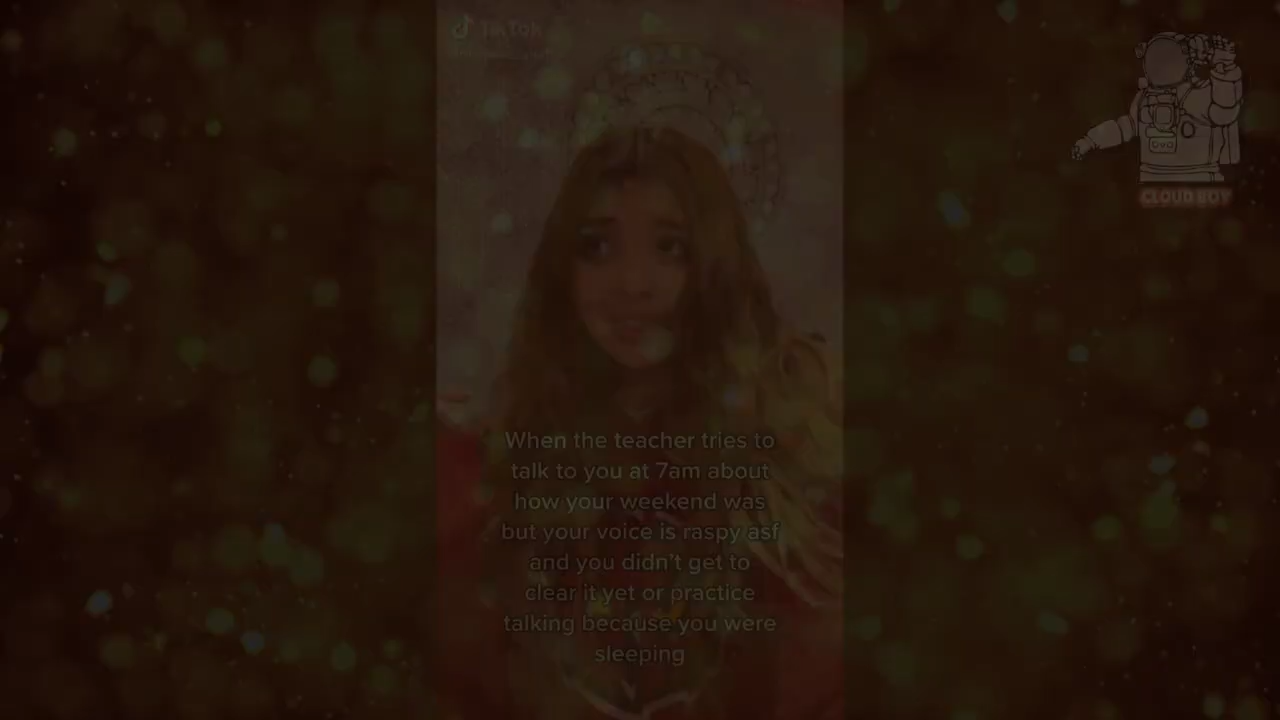 TikTok
CLOUD BOY
When the teacher tries to
talk to you at 7am about
how your weekend was
but your voice is raspy asf
and you didn't get to
clear it yet or practice
talking because you were
sleeping